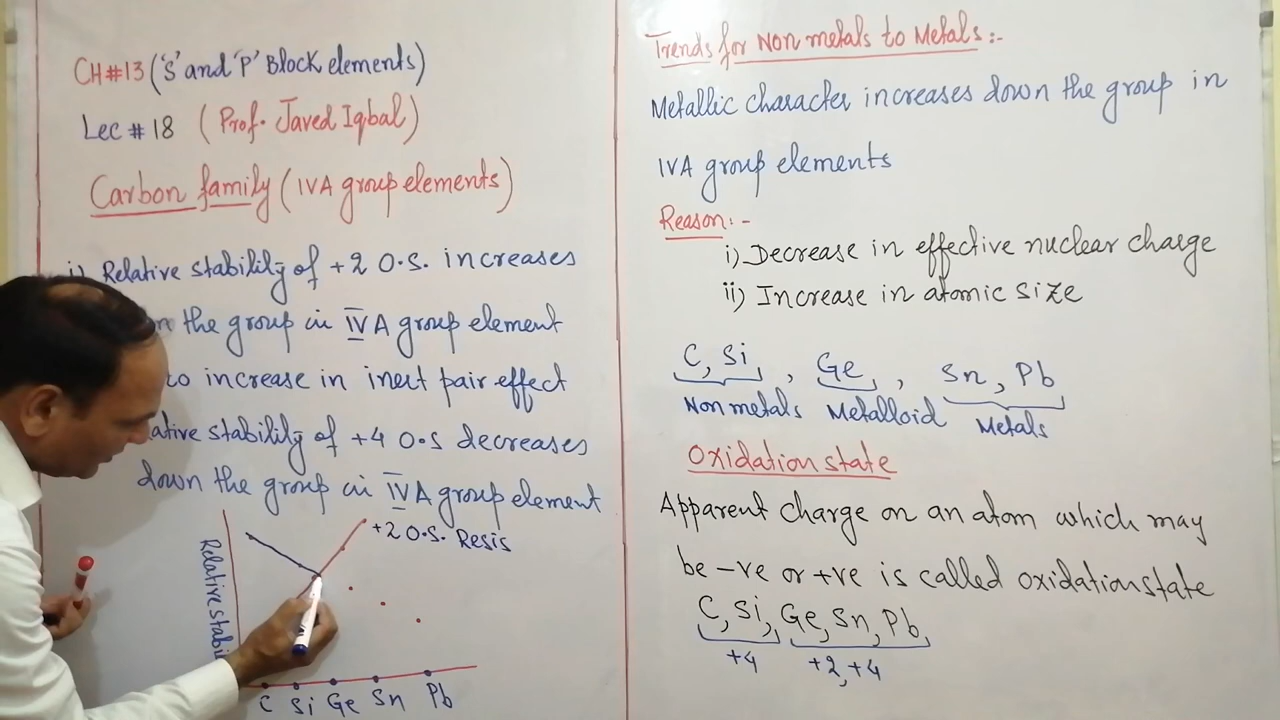 CH#13 ('S' and 'P' Block elements)
Lec # 18 (Prof. Javed Iqbal)
Carbon family (IVA group elements)
i) Relative stability of +2 O.S. increases
the group in IVA group element
to increase in inert pair effect
stability of +4 O.S decreases
down the group in IVA group element
+2 O.S. Resis
Relative
C Si Ge Sn Pb
Trends for Non metals to Metals:-
Metallic character increases down the group in
IVA group elements
Reason:-
i) Decrease in effective nuclear charge
ii) Increase in atomic size
C, Si, Ge, Sn, Pb
Non metals Metalloid Metals
Oxidation state
Apparent charge on an atom which may
be -ve or +ve is called oxidation state
C, Si, Ge, Sn, Pb,
+4 +2, +4